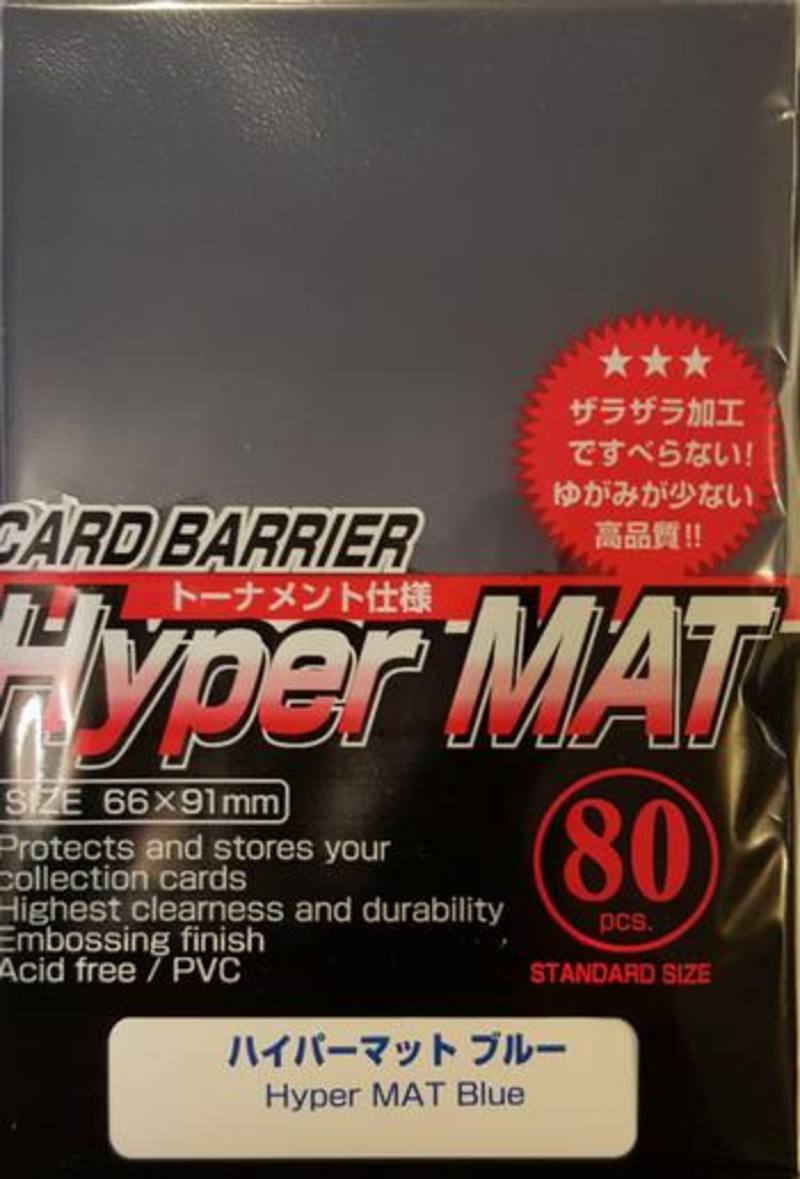 ★★★
ザラザラ加工
ですべらない!
ゆがみが少ない
高品質!!
CARD BARRIER
トーナメント仕様
Hyper MAT
SIZE 66×91mm
80
pcs.
STANDARD SIZE
Protects and stores your
collection cards
Highest clearness and durability
Embossing finish
Acid free / PVC
ハイパーマット ブルー
Hyper MAT Blue